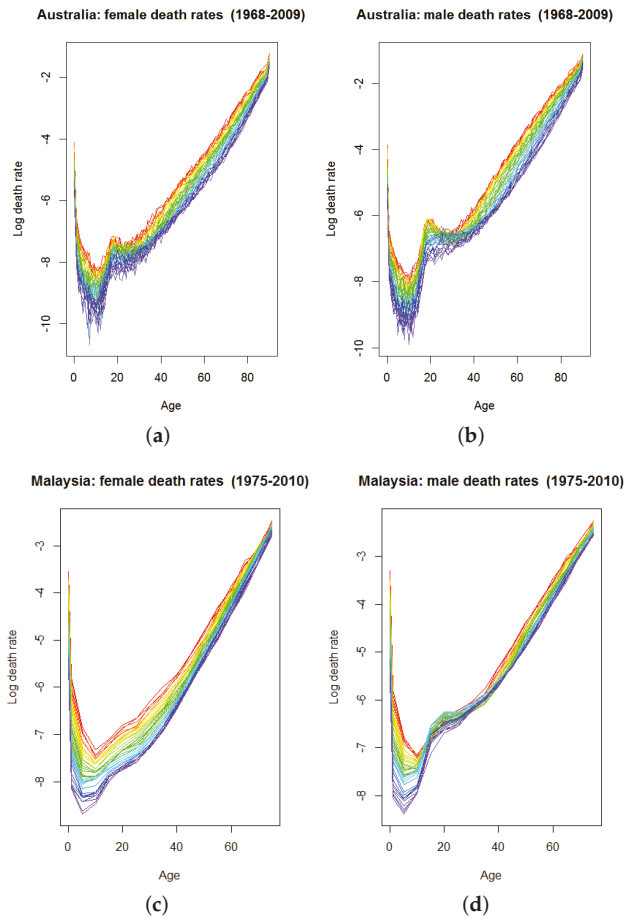 Australia: female death rates (1968-2009)
Australia: male death rates (1968-2009)
Log death rate
-2
-4
-6
-8
-10
0 20 40 60 80
Age
(a)
Log death rate
-2
-4
-6
-8
-10
0 20 40 60 80
Age
(b)
Malaysia: female death rates (1975-2010)
Malaysia: male death rates (1975-2010)
Log death rate
-3
-4
-5
-6
-7
-8
0 20 40 60
Age
(c)
Log death rate
-3
-4
-5
-6
-7
-8
0 20 40 60
Age
(d)